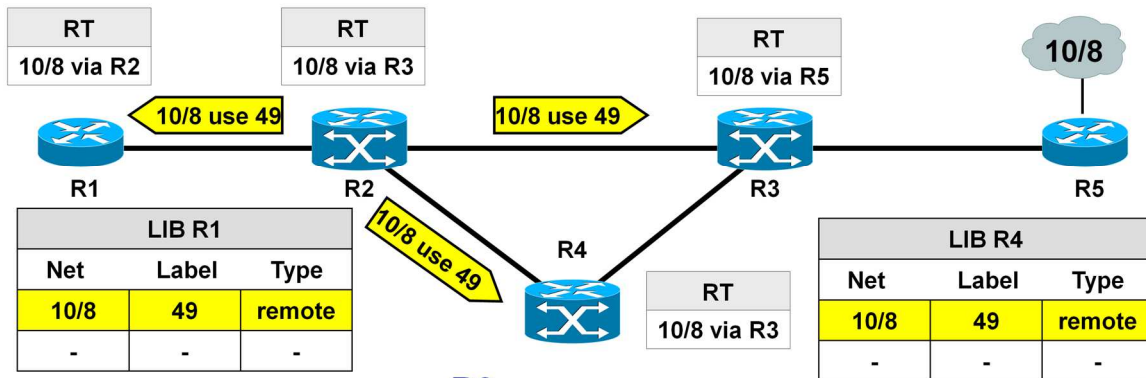 RT
10/8 via R2
RT
10/8 via R3
RT
10/8 via R5
10/8
10/8 use 49
10/8 use 49
R1
R2
R3
R5
10/8 use 49
R4
LIB R1
Net Label Type
10/8 49 remote
- - -
RT
10/8 via R3
LIB R4
Net Label Type
10/8 49 remote
- - -